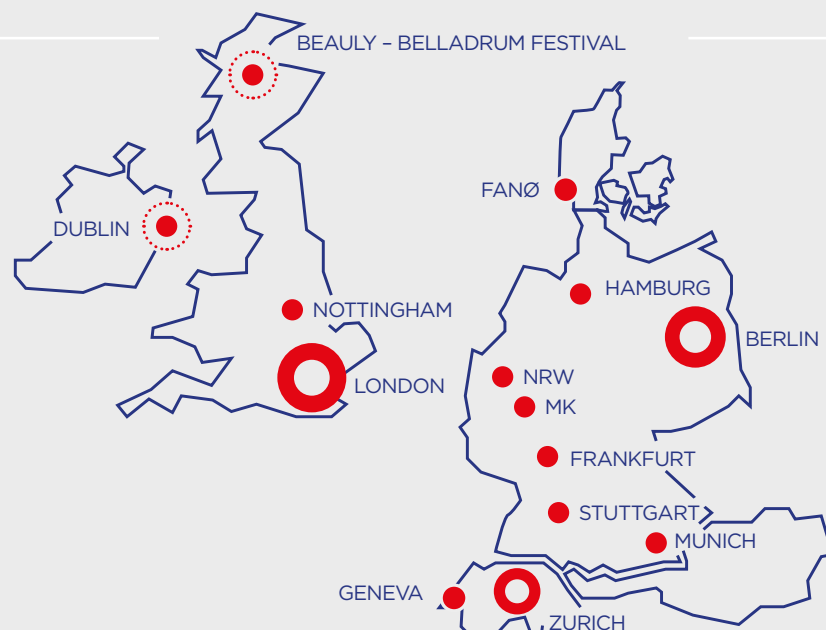 BEAULY – BELLADRUM FESTIVAL
FANØ
DUBLIN
HAMBURG
NOTTINGHAM
BERLIN
NRW
LONDON
MK
FRANKFURT
STUTTGART
MUNICH
GENEVA
ZURICH